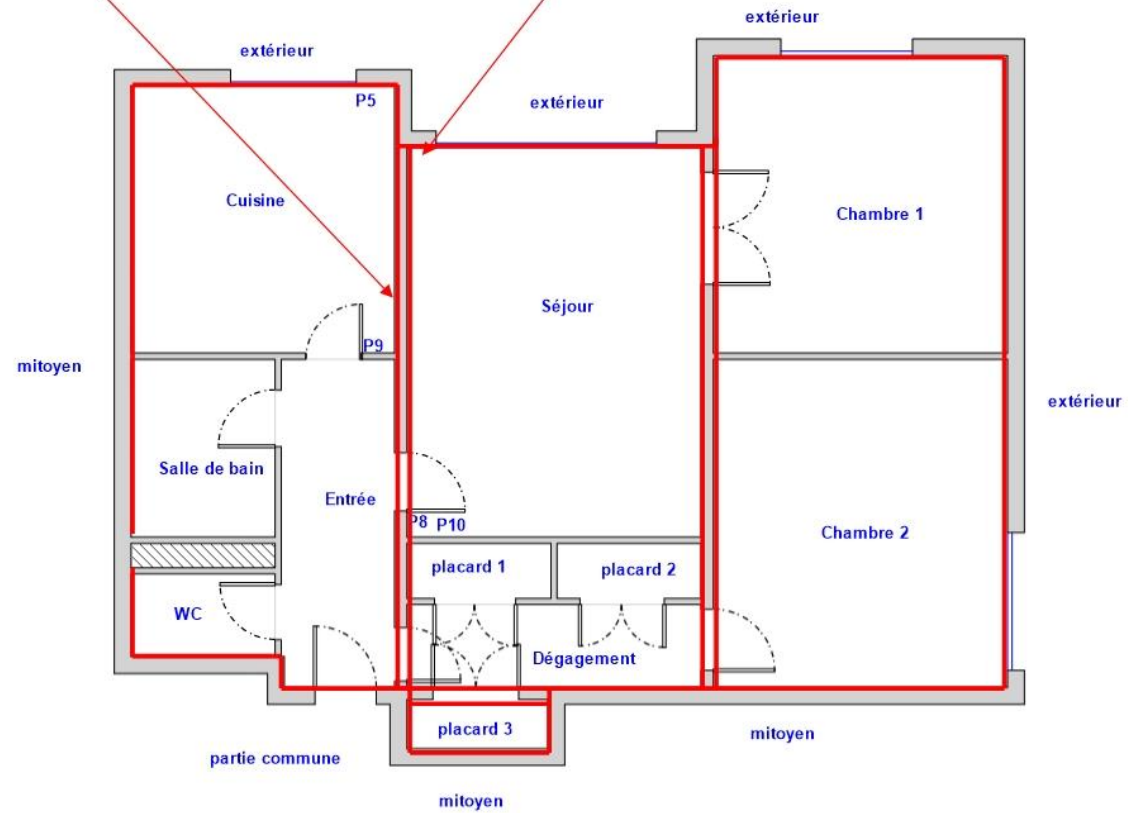 extérieur
extérieur
extérieur
P5
Cuisine
Chambre 1
Séjour
P9
mitoyen
extérieur
Salle de bain
Entrée
P8 P10
Chambre 2
placard 1
placard 2
WC
Dégagement
placard 3
mitoyen
partie commune
mitoyen